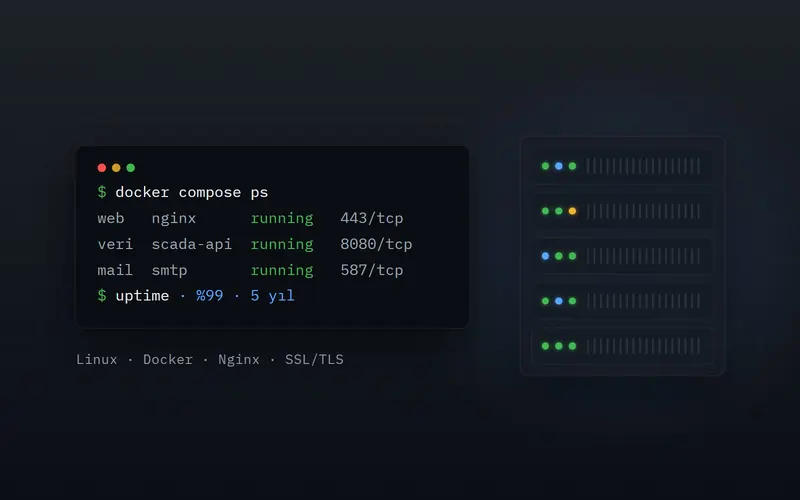 $ docker compose ps
web nginx running 443/tcp
veri scada-api running 8080/tcp
mail smtp running 587/tcp
$ uptime · %99 · 5 yıl
Linux · Docker · Nginx · SSL/TLS